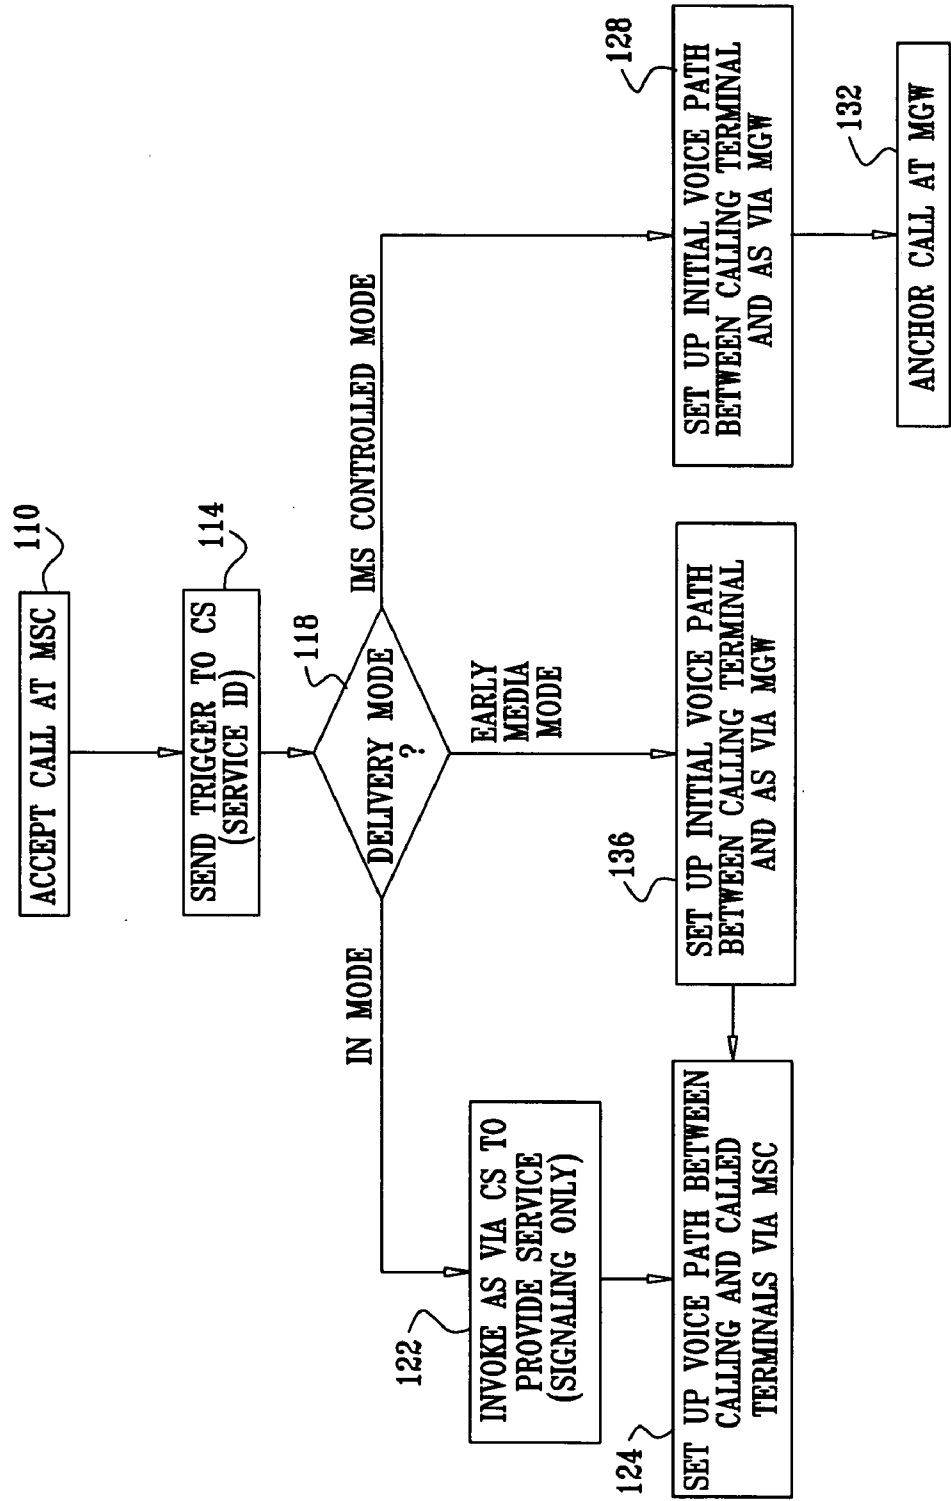 110
ACCEPT CALL AT MSC
114
SEND TRIGGER TO CS
(SERVICE ID)
118
DELIVERY MODE
?
IN MODE
EARLY
MEDIA
MODE
IMS CONTROLLED MODE
122
INVOKE AS VIA CS TO
PROVIDE SERVICE
(SIGNALING ONLY)
124
SET UP VOICE PATH BETWEEN
CALLING AND CALLED
TERMINALS VIA MSC
136
SET UP INITIAL VOICE PATH
BETWEEN CALLING TERMINAL
AND AS VIA MGW
128
SET UP INITIAL VOICE PATH
BETWEEN CALLING TERMINAL
AND AS VIA MGW
132
ANCHOR CALL AT MGW